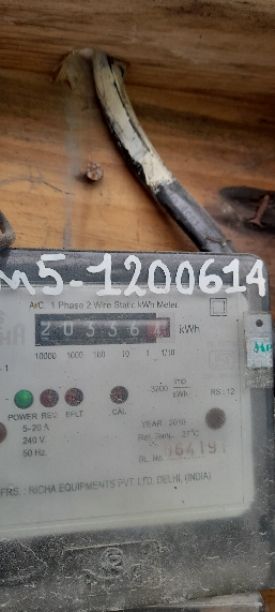 m5-1200614
A.C. 1 Phase 2 Wire Static kWh Meter
20336 kWh
10000 1000 100 10 1 1/10
3200 imp/kWh RS : 12
POWER REV E/FLT CAL
5-20 A YEAR : 2010
240 V. Ref. Temp. : 27°C
50 Hz. SL. No.
MFRS. : RICHA EQUIPMENTS PVT. LTD. DELHI, (INDIA)